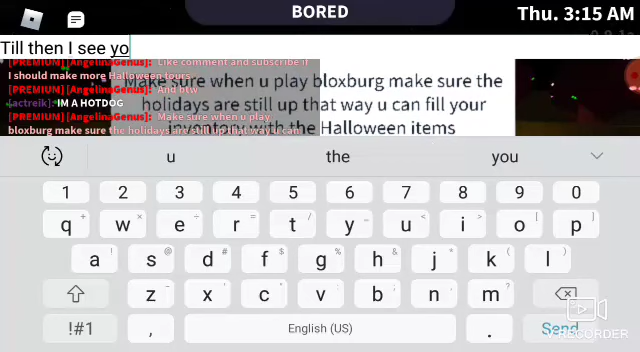 BORED
Thu. 3:15 AM
Till then I see yo
[PREMIUM] [AngelinaGenus]: Like comment and subscribe if
I should make more Halloween tours
[PREMIUM] [AngelinaGenus]: And btw
[actreik]: IM A HOTDOG
[PREMIUM] [AngelinaGenus]: Make sure when u play
bloxburg make sure the holidays are still up that way u can
Make sure when u play bloxburg make sure the
holidays are still up that way u can fill your
inventory with the Halloween items
u the you
1 2 3 4 5 6 7 8 9 0
q w e r t y u i o p
a s d f g h j k l
z x c v b n m
!#1 , English (US) . Send
V RECORDER